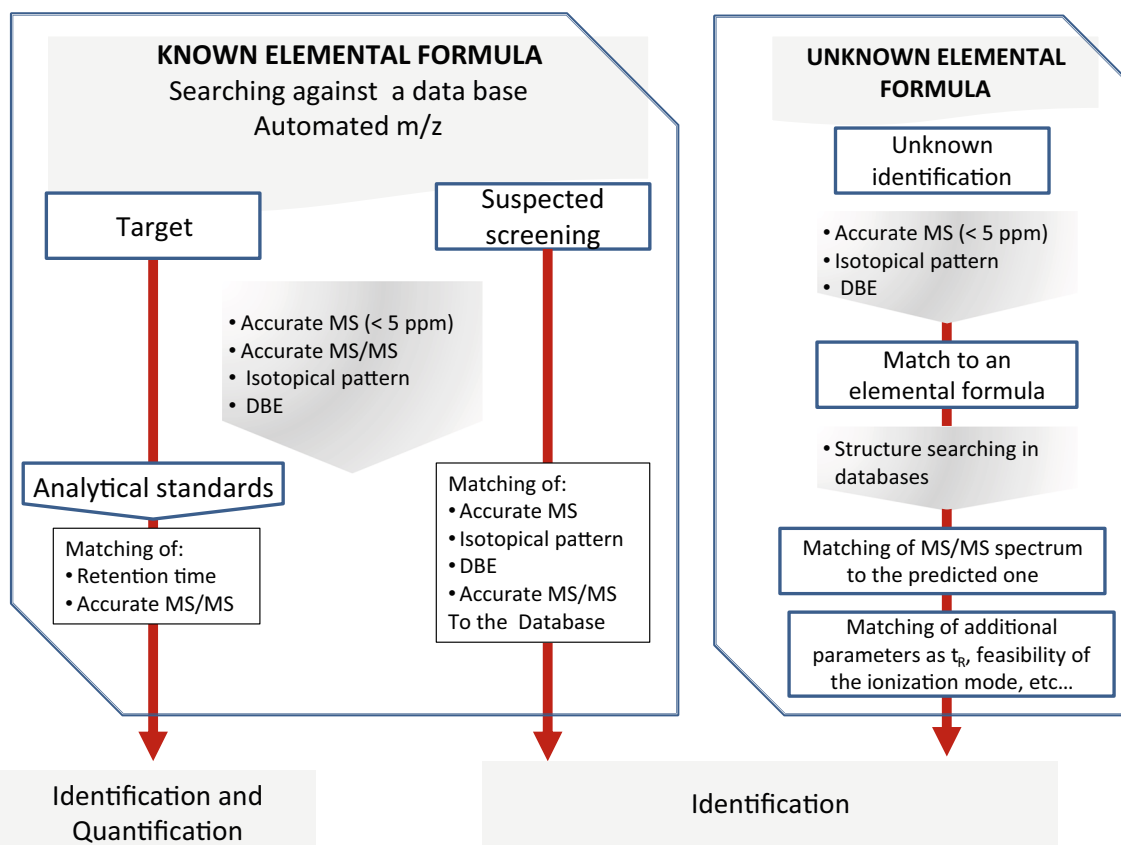 KNOWN ELEMENTAL FORMULA
Searching against a data base
Automated m/z
Target
Suspected
screening
• Accurate MS (< 5 ppm)
• Accurate MS/MS
• Isotopical pattern
• DBE
Analytical standards
Matching of:
• Retention time
• Accurate MS/MS
Matching of:
• Accurate MS
• Isotopical pattern
• DBE
• Accurate MS/MS
To the Database
Identification and
Quantification
UNKNOWN ELEMENTAL
FORMULA
Unknown
identification
• Accurate MS (< 5 ppm)
• Isotopical pattern
• DBE
Match to an
elemental formula
• Structure searching in
databases
Matching of MS/MS spectrum
to the predicted one
Matching of additional
parameters as tR, feasibility of
the ionization mode, etc...
Identification